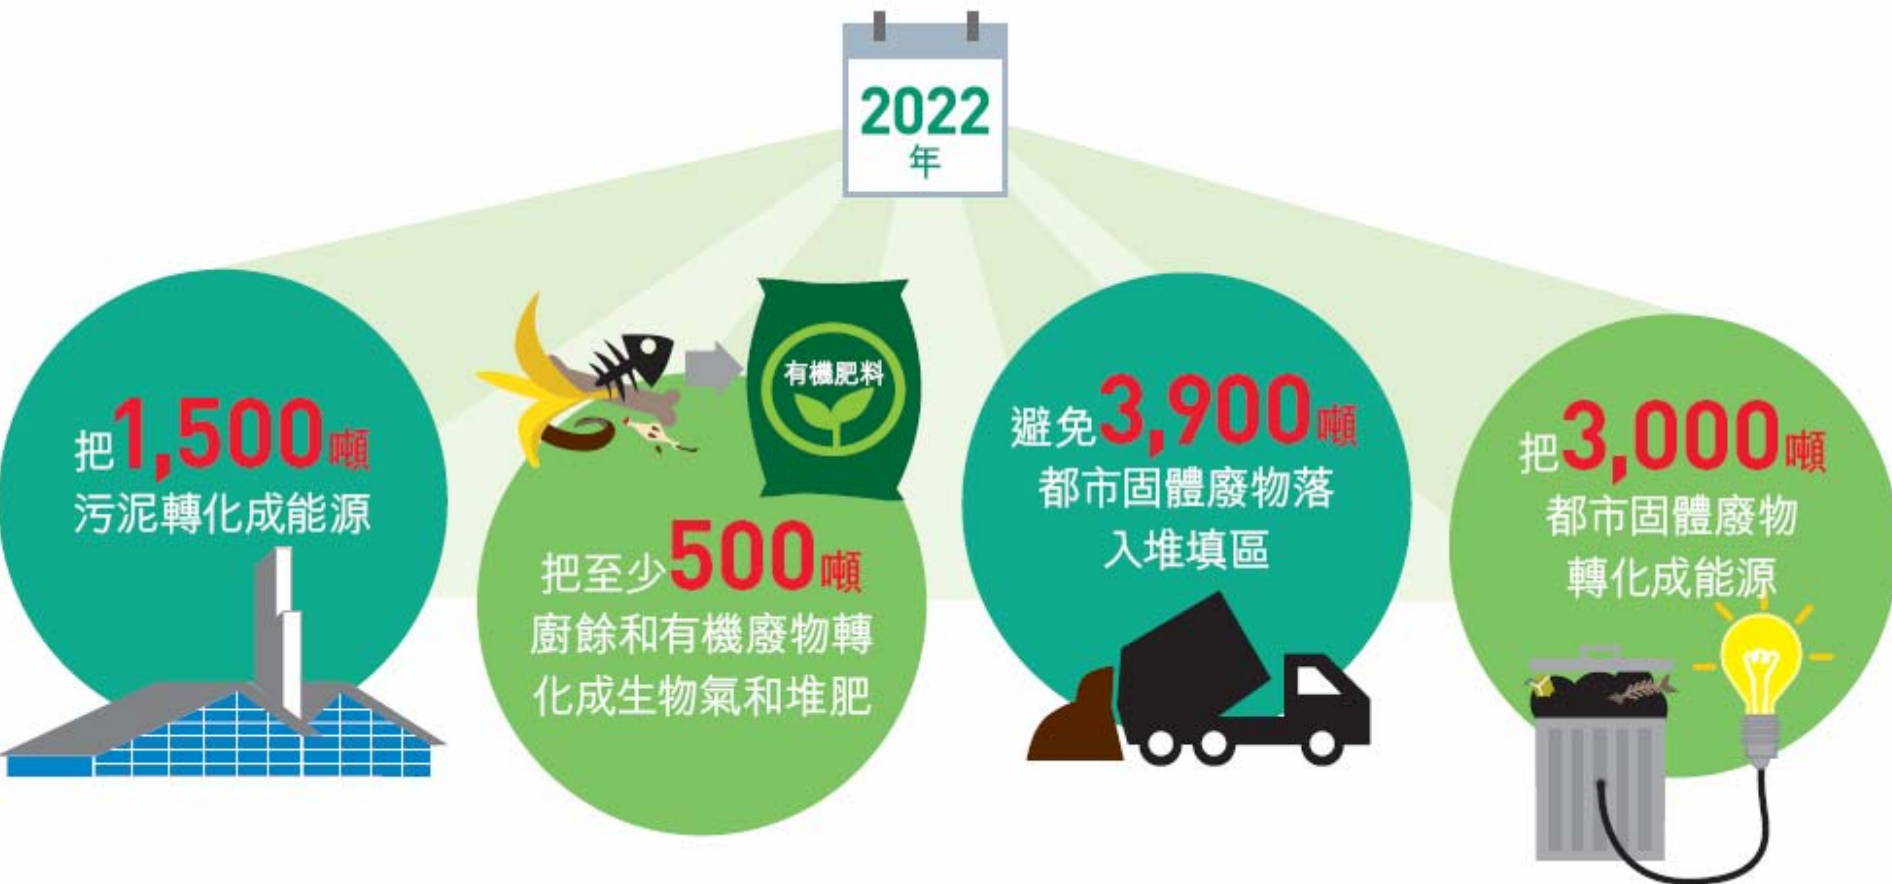 2022
年
把1,500噸
污泥轉化成能源
有機肥料
把至少500噸
廚餘和有機廢物轉
化成生物氣和堆肥
避免3,900噸
都市固體廢物落
入堆填區
把3,000噸
都市固體廢物
轉化成能源